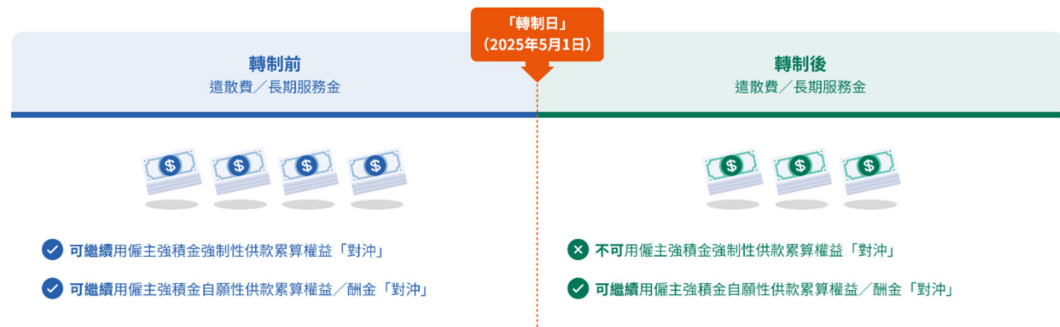 「轉制日」
（2025年5月1日）
轉制前
遣散費／長期服務金
轉制後
遣散費／長期服務金
$ $ $ $
$ $ $
可繼續用僱主強積金強制性供款累算權益「對沖」
可繼續用僱主強積金自願性供款累算權益／酬金「對沖」
不可用僱主強積金強制性供款累算權益「對沖」
可繼續用僱主強積金自願性供款累算權益／酬金「對沖」